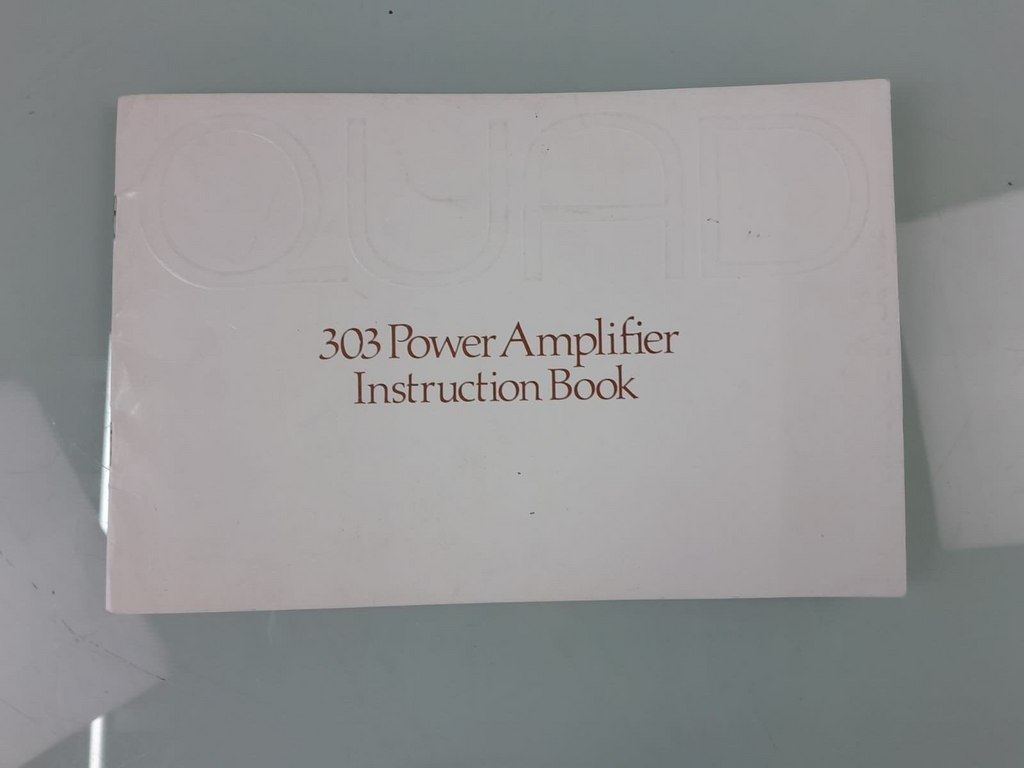 QUAD
303 Power Amplifier
Instruction Book